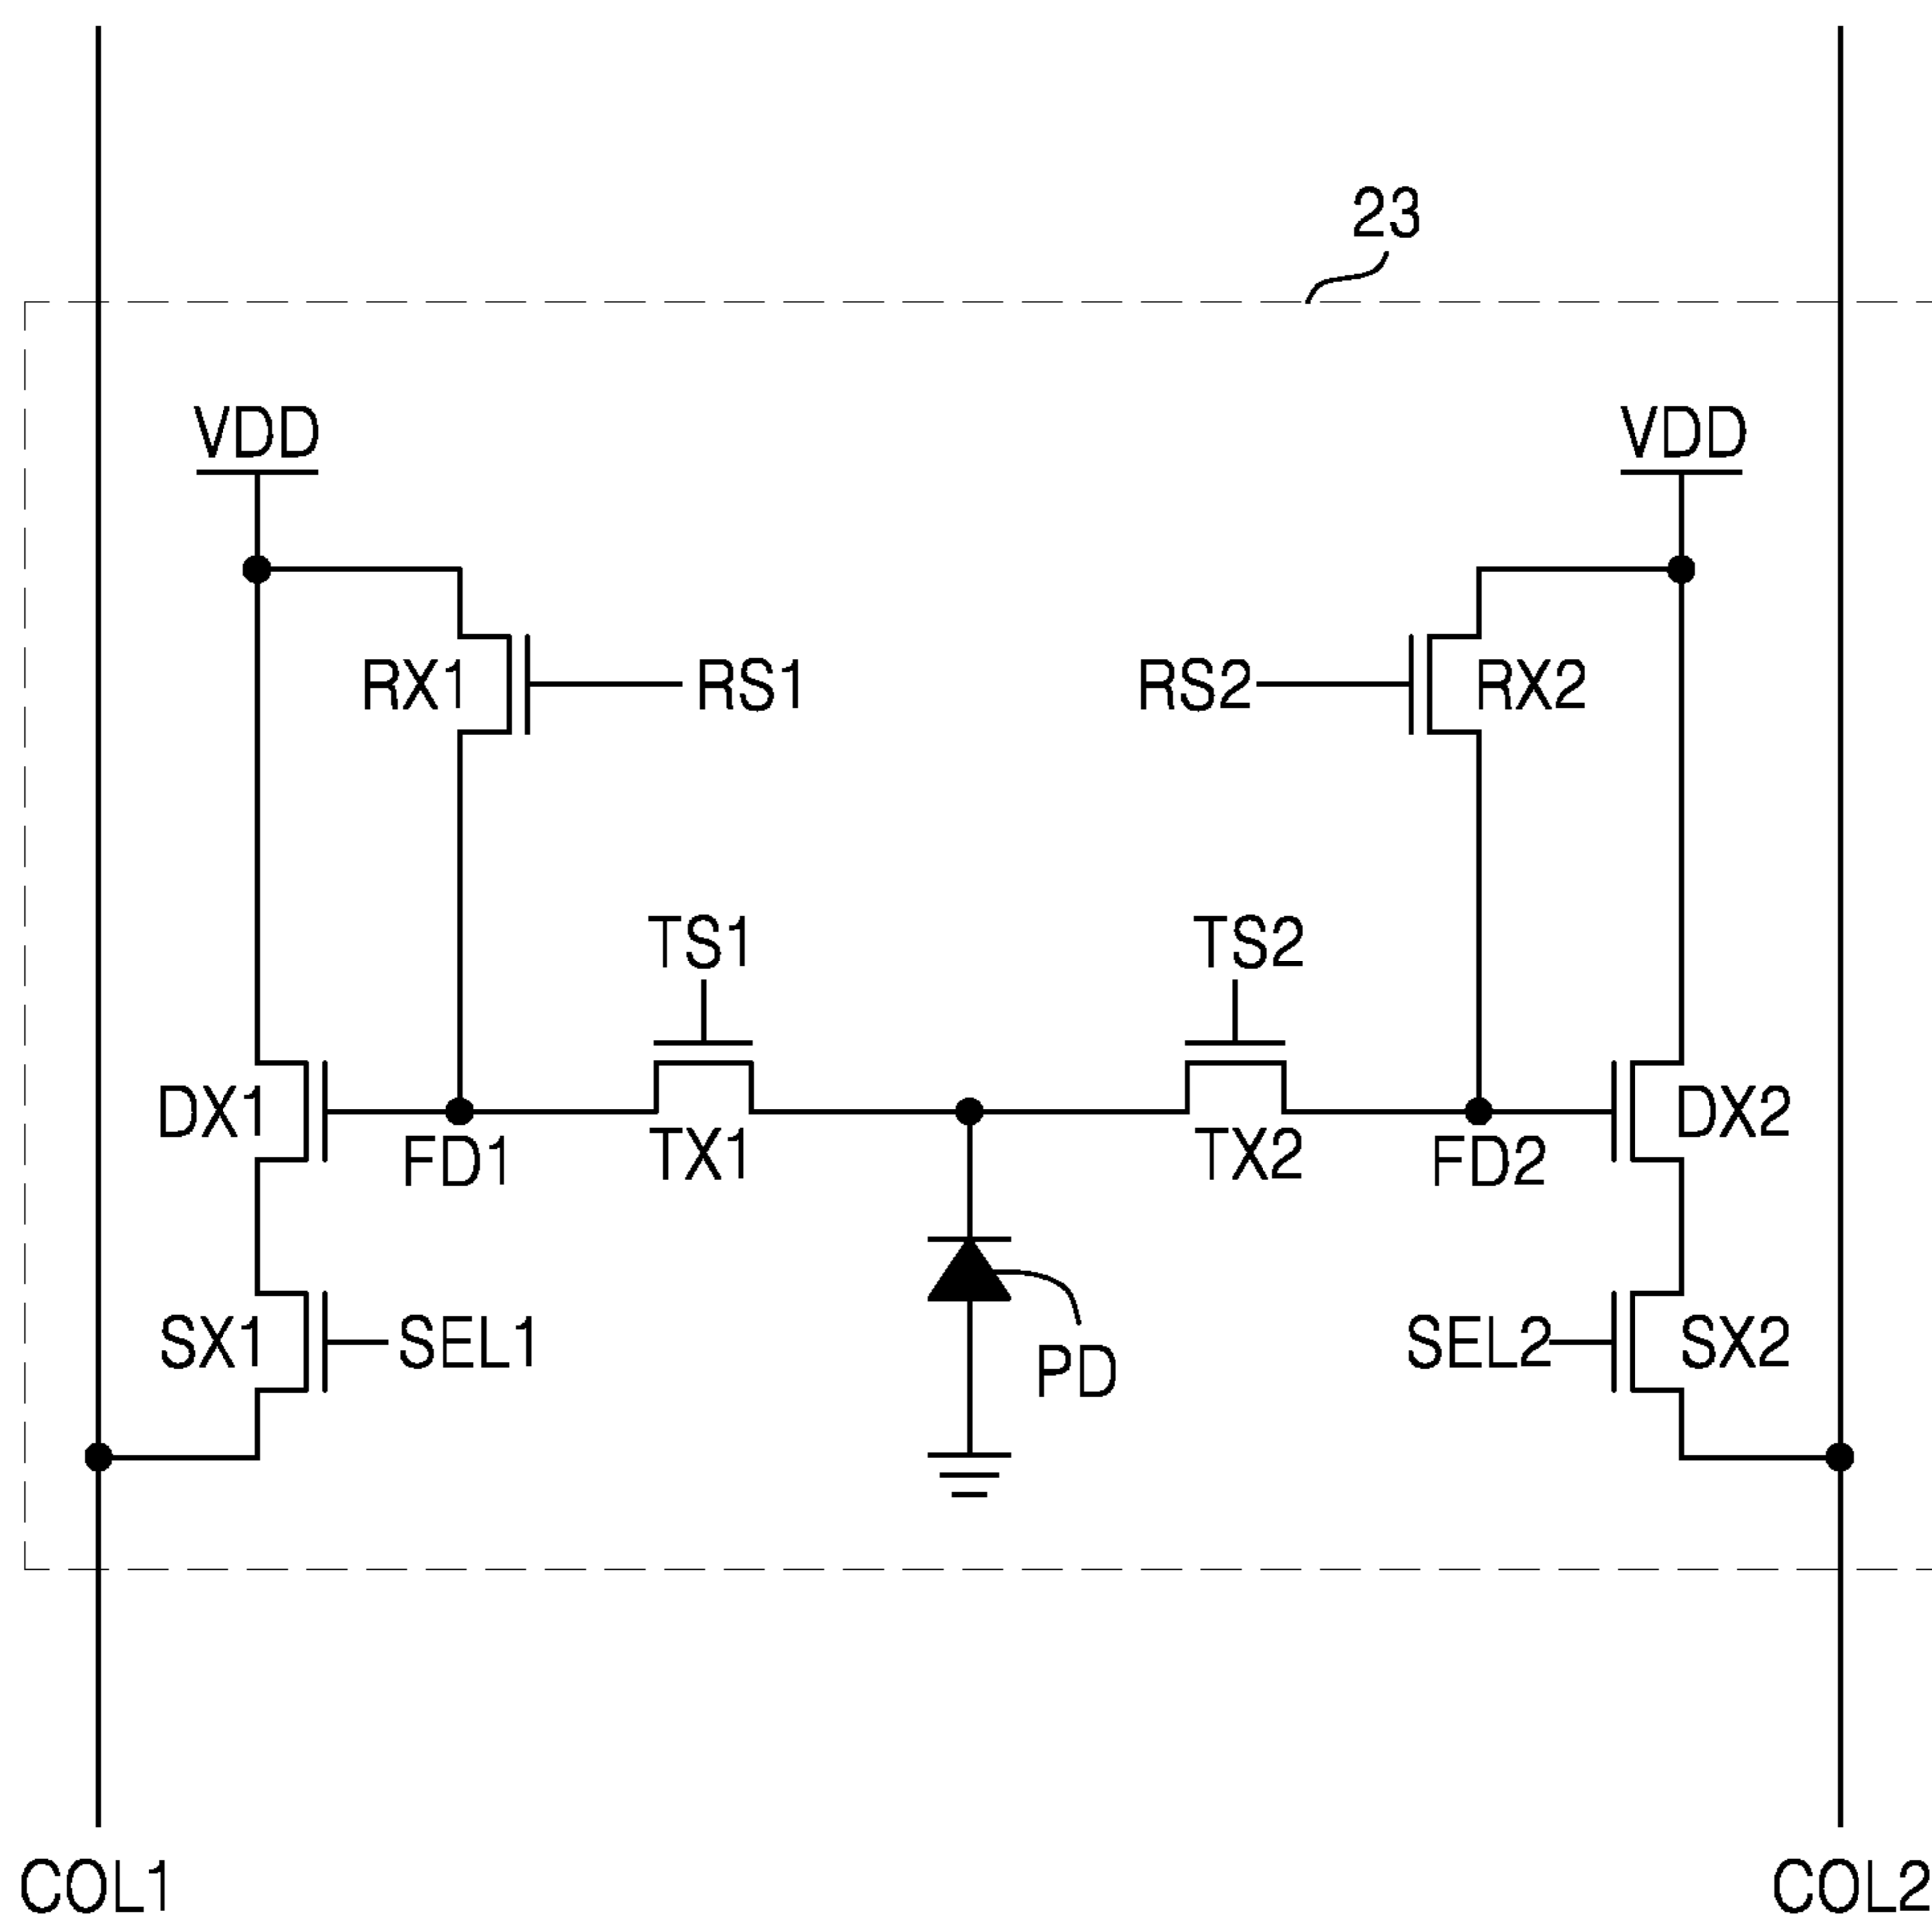 23
VDD VDD
RX1 RS1 RS2 RX2
TS1 TS2
DX1 DX2
FD1 TX1 TX2 FD2
SX1 SEL1 SEL2 SX2
PD
COL1 COL2